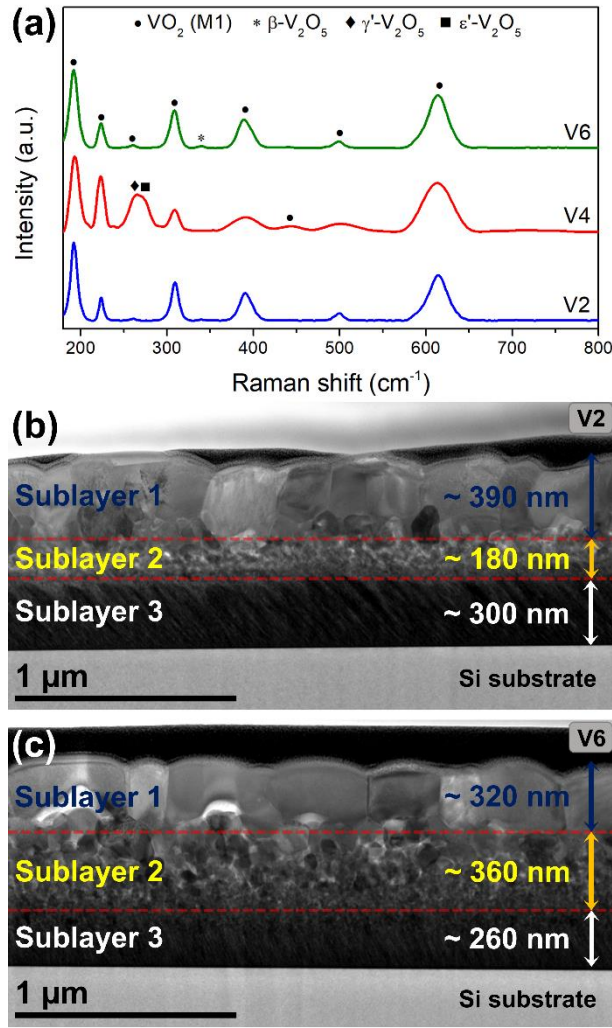 (a)
● VO₂ (M1) * β-V₂O₅ ♦ γ'-V₂O₅ ■ ε'-V₂O₅
Intensity (a.u.)
V6
V4
V2
200 300 400 500 600 700 800
Raman shift (cm⁻¹)
(b)
V2
Sublayer 1 ~ 390 nm
Sublayer 2 ~ 180 nm
Sublayer 3 ~ 300 nm
1 µm
Si substrate
(c)
V6
Sublayer 1 ~ 320 nm
Sublayer 2 ~ 360 nm
Sublayer 3 ~ 260 nm
1 µm
Si substrate